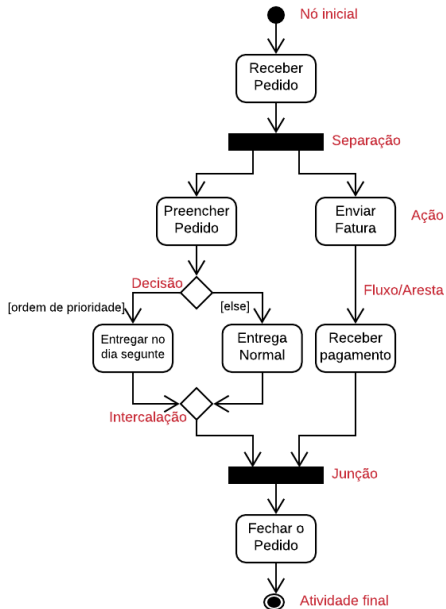 Nó inicial
Receber
Pedido
Separação
Preencher
Pedido
Enviar
Fatura
Ação
Decisão
Fluxo/Aresta
[ordem de prioridade]
[else]
Entregar no
dia segunte
Entrega
Normal
Receber
pagamento
Intercalação
Junção
Fechar o
Pedido
Atividade final